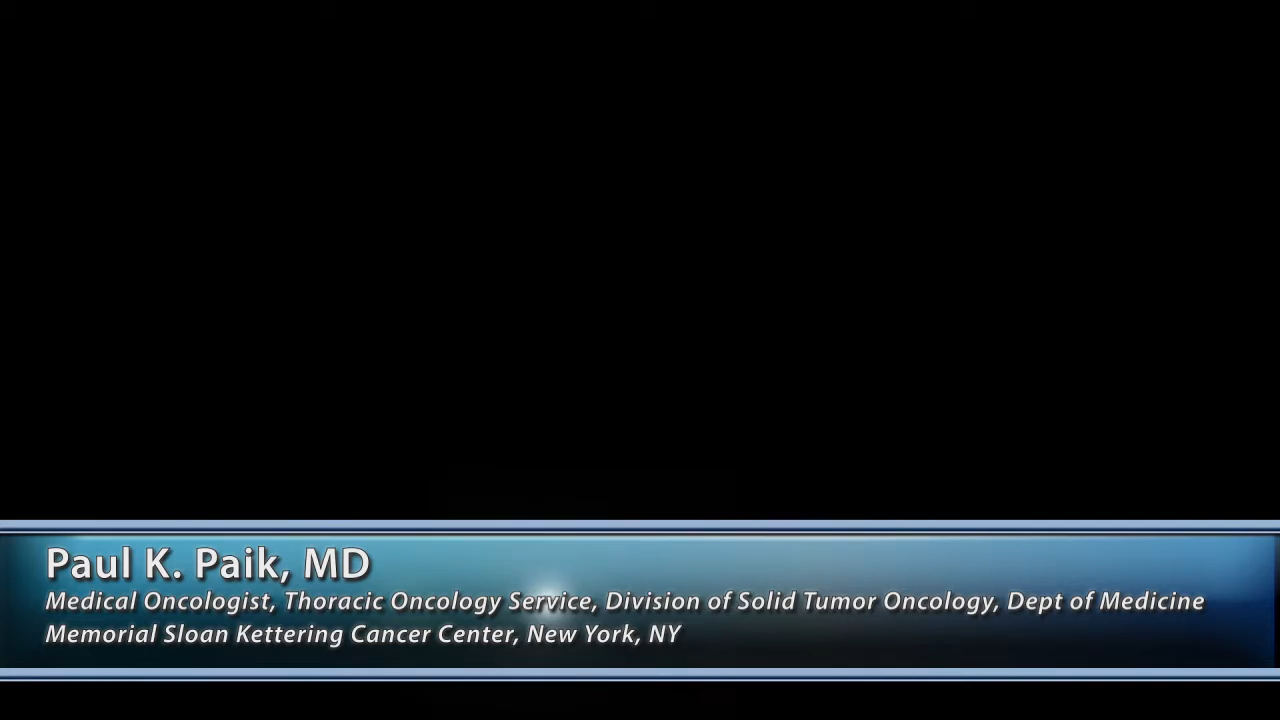 Paul K. Paik, MD
Medical Oncologist, Thoracic Oncology Service, Division of Solid Tumor Oncology, Dept of Medicine
Memorial Sloan Kettering Cancer Center, New York, NY